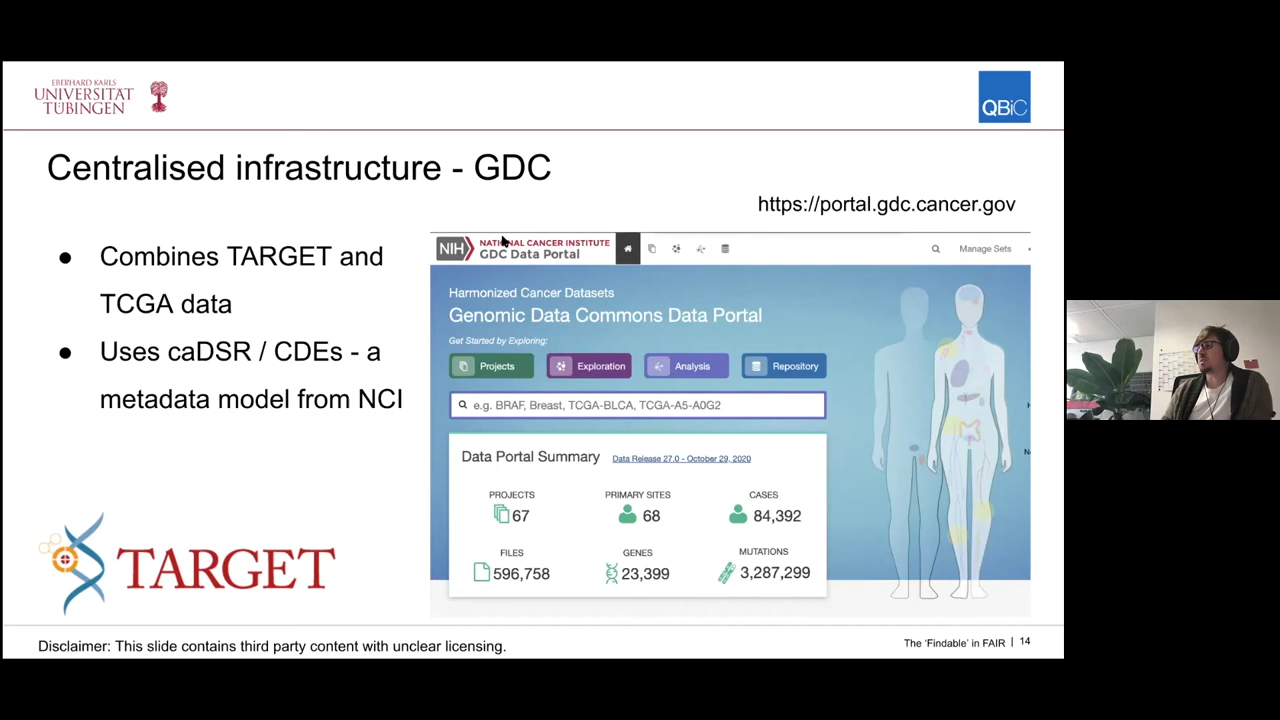 EBERHARD KARLS
UNIVERSITÄT
TÜBINGEN
QBiC
Centralised infrastructure - GDC
https://portal.gdc.cancer.gov
● Combines TARGET and
TCGA data
● Uses caDSR / CDEs - a
metadata model from NCI
NIH
NATIONAL CANCER INSTITUTE
GDC Data Portal
Manage Sets
Harmonized Cancer Datasets
Genomic Data Commons Data Portal
Get Started by Exploring:
Projects Exploration Analysis Repository
e.g. BRAF, Breast, TCGA-BLCA, TCGA-A5-A0G2
Data Portal Summary Data Release 27.0 - October 29, 2020
PROJECTS PRIMARY SITES CASES
67 68 84,392
FILES GENES MUTATIONS
596,758 23,399 3,287,299
TARGET
Disclaimer: This slide contains third party content with unclear licensing.
The ‘Findable’ in FAIR | 14